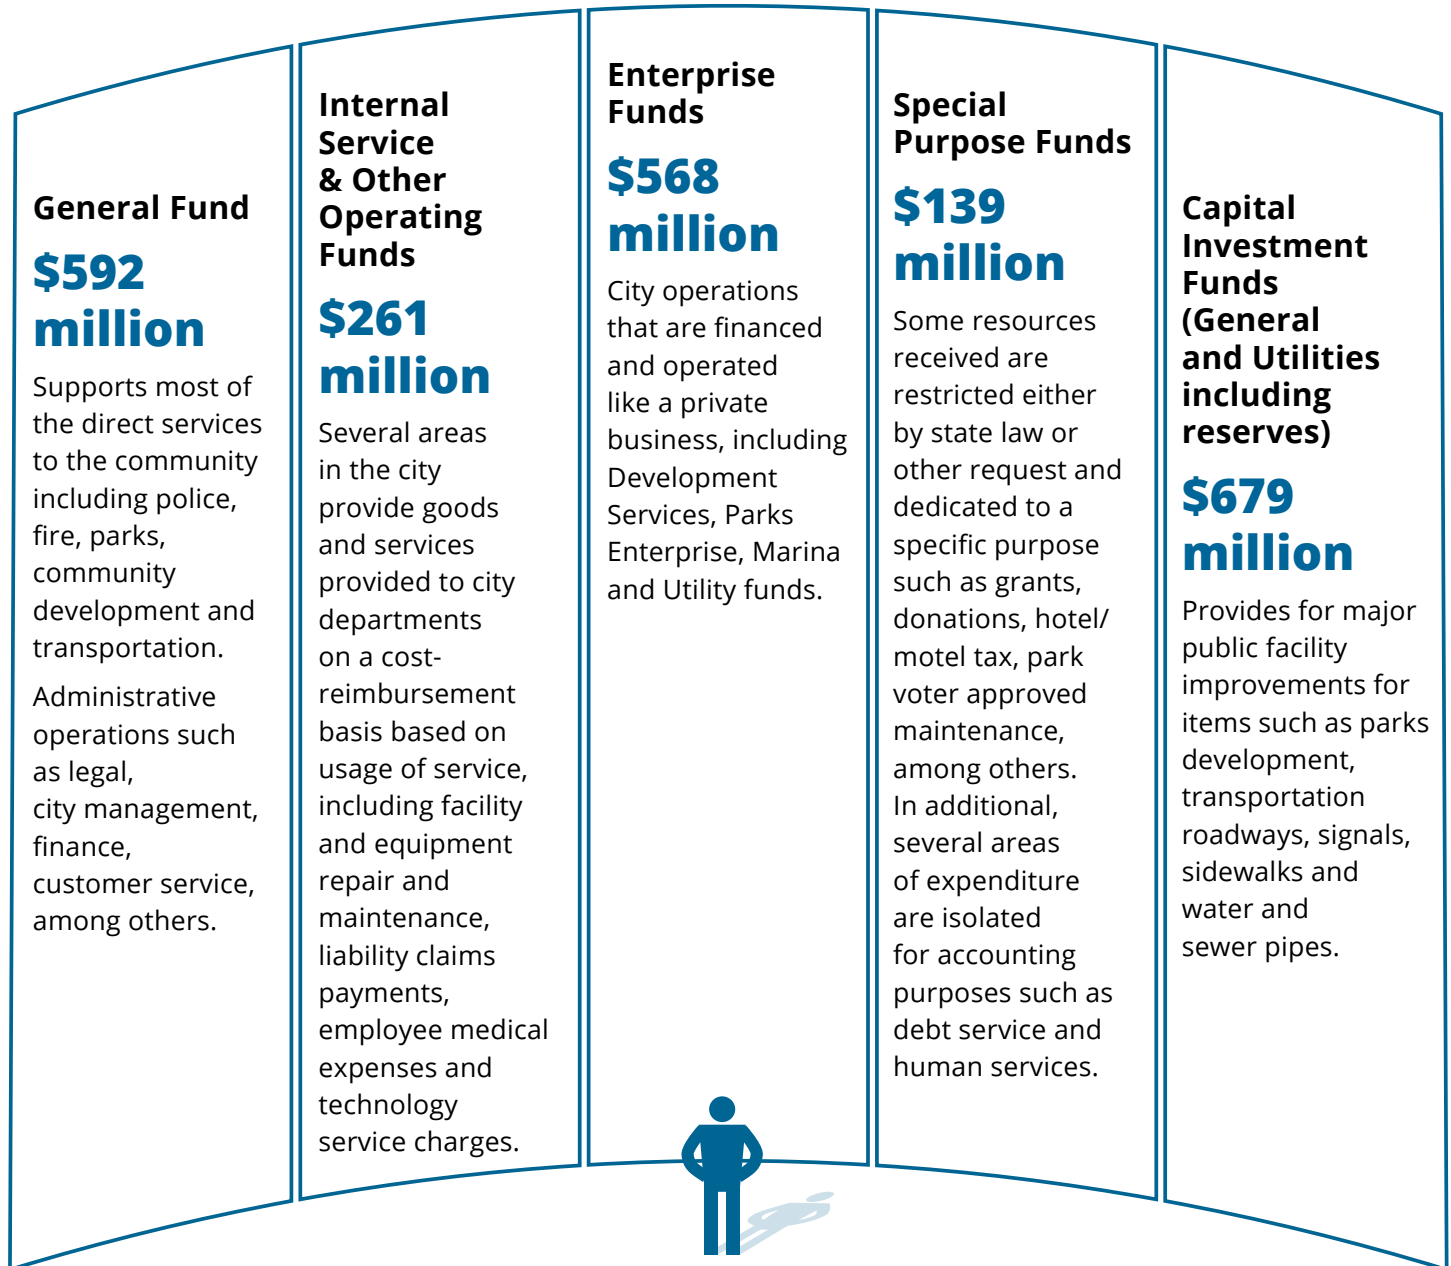 General Fund
$592
million
Supports most of
the direct services
to the community
including police,
fire, parks,
community
development and
transportation.
Administrative
operations such
as legal,
city management,
finance,
customer service,
among others.
Internal
Service
& Other
Operating
Funds
$261
million
Several areas
in the city
provide goods
and services
provided to city
departments
on a cost-
reimbursement
basis based on
usage of service,
including facility
and equipment
repair and
maintenance,
liability claims
payments,
employee medical
expenses and
technology
service charges.
Enterprise
Funds
$568
million
City operations
that are financed
and operated
like a private
business, including
Development
Services, Parks
Enterprise, Marina
and Utility funds.
Special
Purpose Funds
$139
million
Some resources
received are
restricted either
by state law or
other request and
dedicated to a
specific purpose
such as grants,
donations, hotel/
motel tax, park
voter approved
maintenance,
among others.
In additional,
several areas
of expenditure
are isolated
for accounting
purposes such as
debt service and
human services.
Capital
Investment
Funds
(General
and Utilities
including
reserves)
$679
million
Provides for major
public facility
improvements for
items such as parks
development,
transportation
roadways, signals,
sidewalks and
water and
sewer pipes.